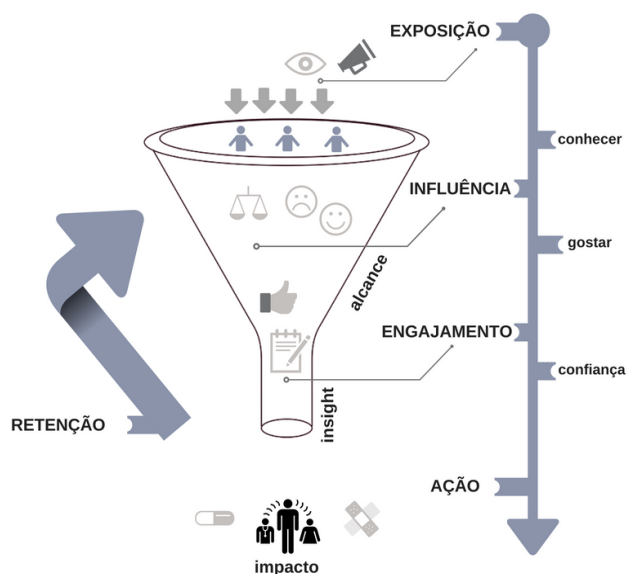 EXPOSIÇÃO
conhecer
INFLUÊNCIA
gostar
alcance
ENGAJAMENTO
confiança
insight
RETENÇÃO
AÇÃO
impacto